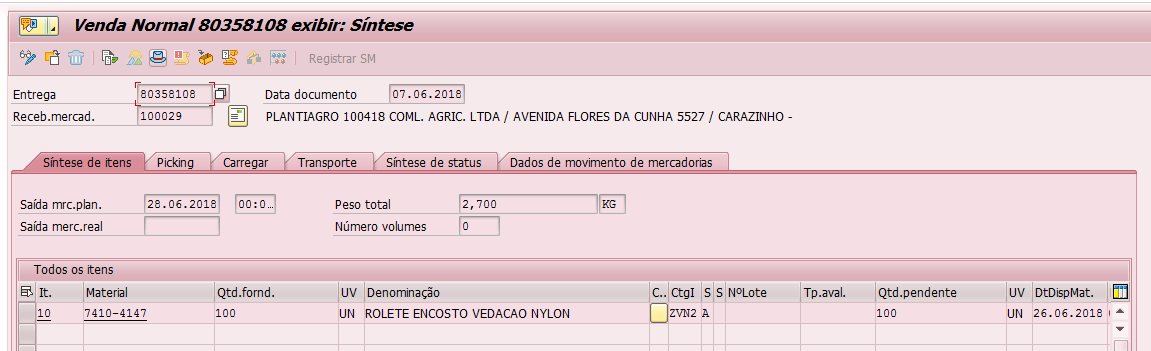 Venda Normal 80358108 exibir: Síntese
Registrar SM
Entrega 80358108 Data documento 07.06.2018
Receb.mercad. 100029 PLANTIAGRO 100418 COML. AGRIC. LTDA / AVENIDA FLORES DA CUNHA 5527 / CARAZINHO -
Síntese de itens Picking Carregar Transporte Síntese de status Dados de movimento de mercadorias
Saída mrc.plan. 28.06.2018 00:0… Peso total 2,700 KG
Saída merc.real Número volumes 0
Todos os itens
It. Material Qtd.fornd. UV Denominação C.. CtgI S S NºLote Tp.aval. Qtd.pendente UV DtDispMat.
10 7410-4147 100 UN ROLETE ENCOSTO VEDACAO NYLON ZVN2 A 100 UN 26.06.2018